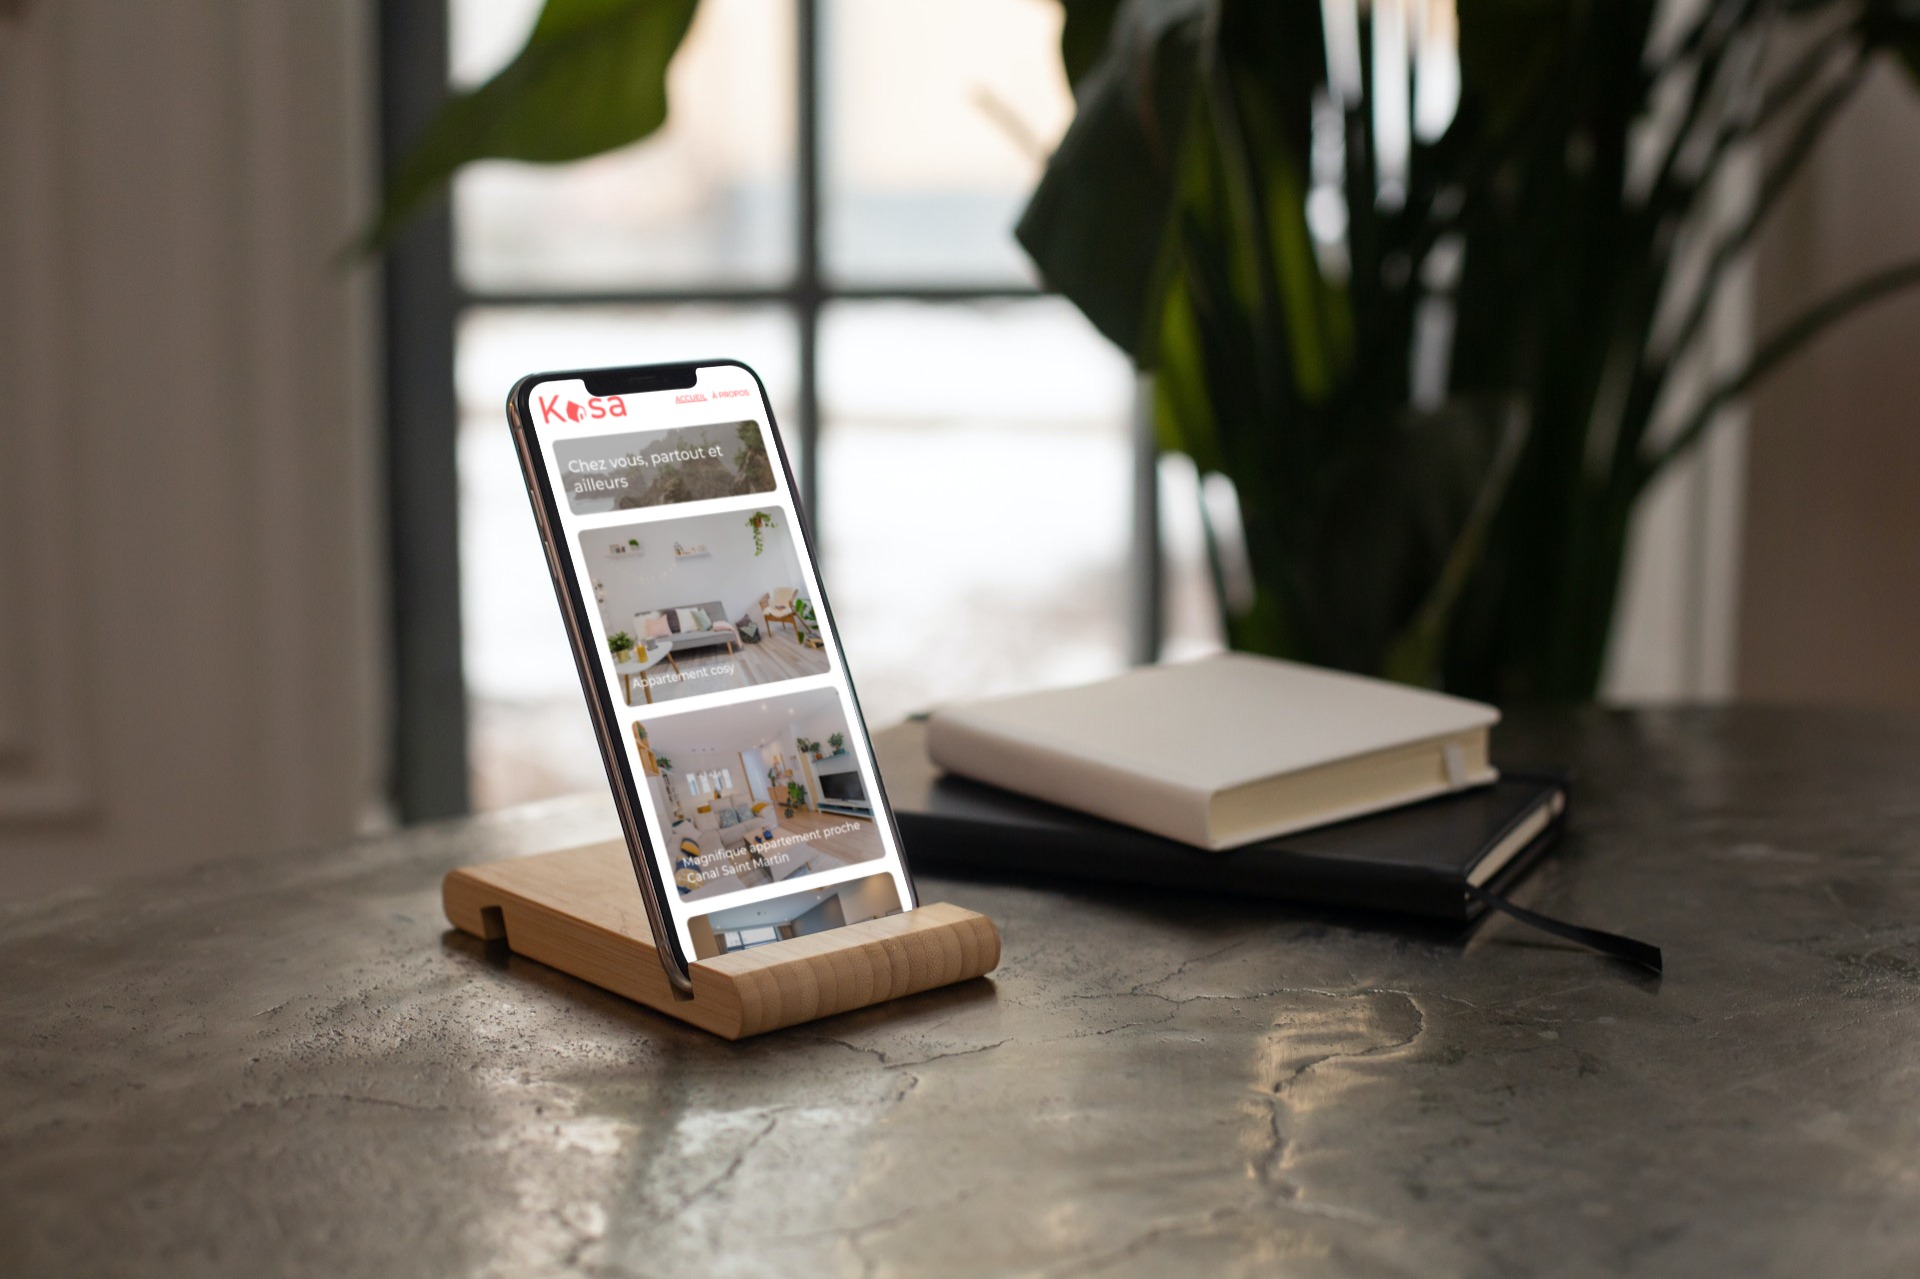 Kasa
ACCUEIL À PROPOS
Chez vous, partout et
ailleurs
Appartement cosy
Magnifique appartement proche
Canal Saint Martin